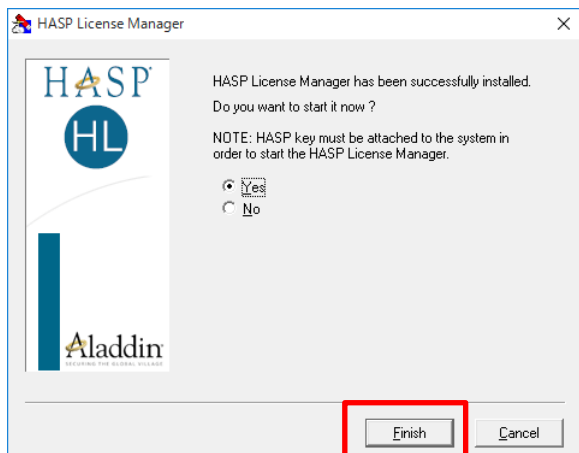 HASP License Manager
HASP
HL
Aladdin
SECURING THE GLOBAL VILLAGE
HASP License Manager has been successfully installed.
Do you want to start it now ?
NOTE: HASP key must be attached to the system in
order to start the HASP License Manager.
Yes
No
Finish
Cancel